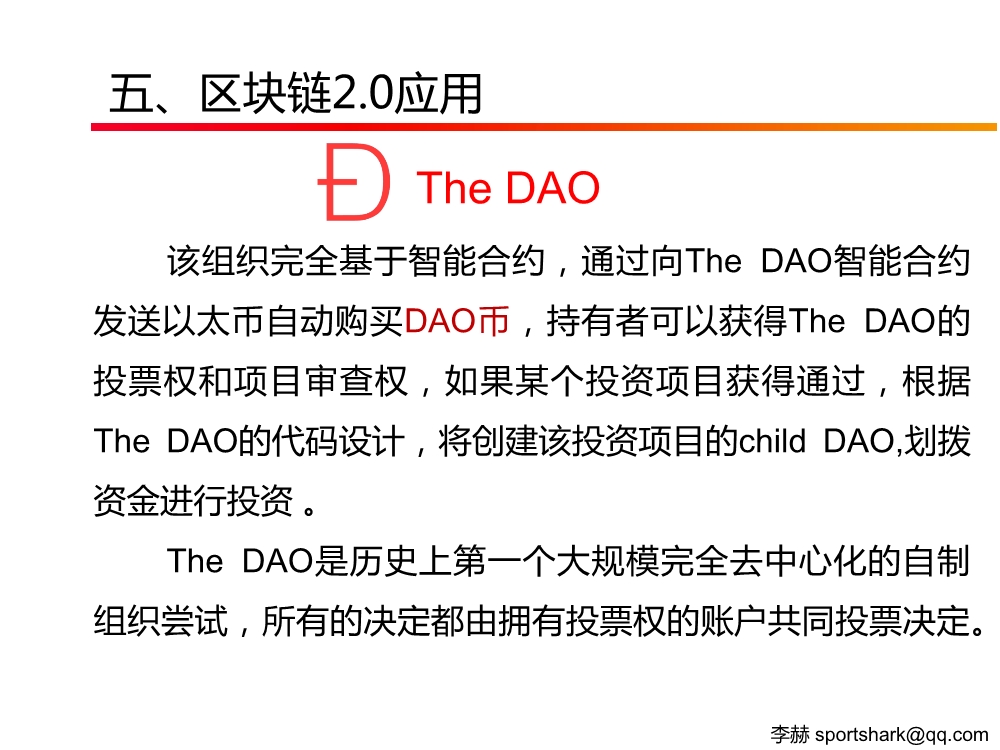 五、区块链2.0应用
Đ The DAO
该组织完全基于智能合约，通过向The DAO智能合约
发送以太币自动购买DAO币，持有者可以获得The DAO的
投票权和项目审查权，如果某个投资项目获得通过，根据
The DAO的代码设计，将创建该投资项目的child DAO,划拨
资金进行投资 。
The DAO是历史上第一个大规模完全去中心化的自制
组织尝试，所有的决定都由拥有投票权的账户共同投票决定。
李赫 sportshark@qq.com